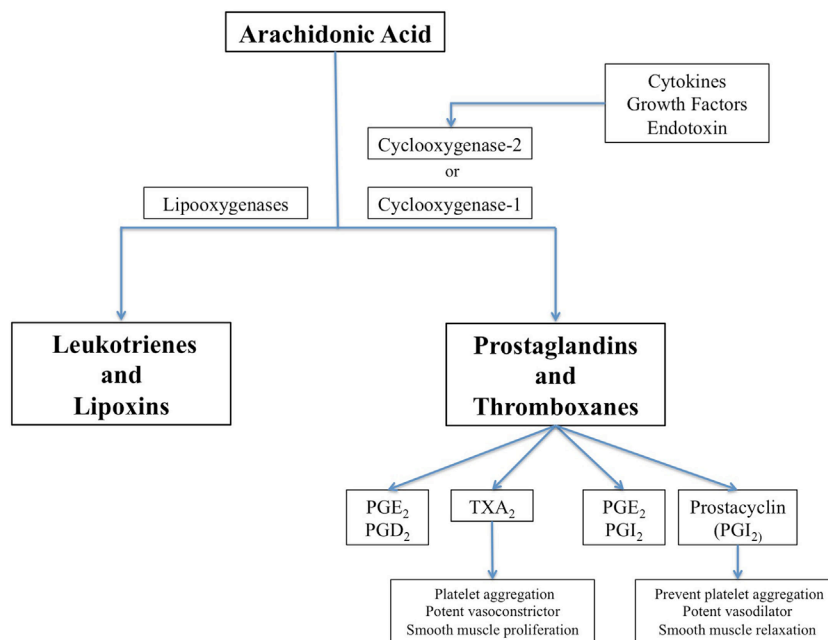 Arachidonic Acid
Cytokines
Growth Factors
Endotoxin
Cyclooxygenase-2
or
Lipooxygenases
Cyclooxygenase-1
Leukotrienes
and
Lipoxins
Prostaglandins
and
Thromboxanes
PGE₂
PGD₂
TXA₂
PGE₂
PGI₂
Prostacyclin
(PGI₂)
Platelet aggregation
Potent vasoconstrictor
Smooth muscle proliferation
Prevent platelet aggregation
Potent vasodilator
Smooth muscle relaxation